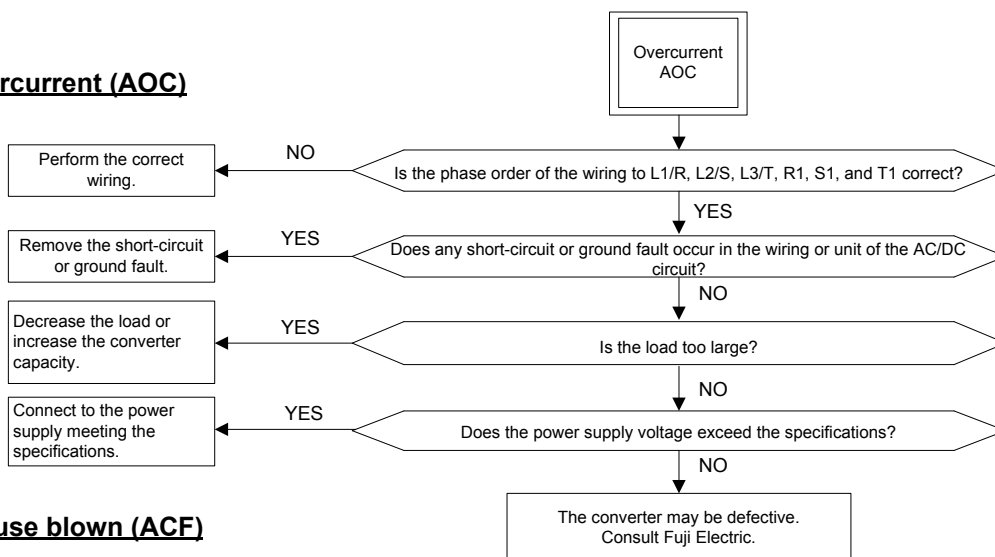 Overcurrent
AOC
rcurrent (AOC)
NO
Perform the correct
wiring.
Is the phase order of the wiring to L1/R, L2/S, L3/T, R1, S1, and T1 correct?
YES
YES
Remove the short-circuit
or ground fault.
Does any short-circuit or ground fault occur in the wiring or unit of the AC/DC
circuit?
NO
YES
Decrease the load or
increase the converter
capacity.
Is the load too large?
NO
YES
Connect to the power
supply meeting the
specifications.
Does the power supply voltage exceed the specifications?
NO
The converter may be defective.
Consult Fuji Electric.
use blown (ACF)